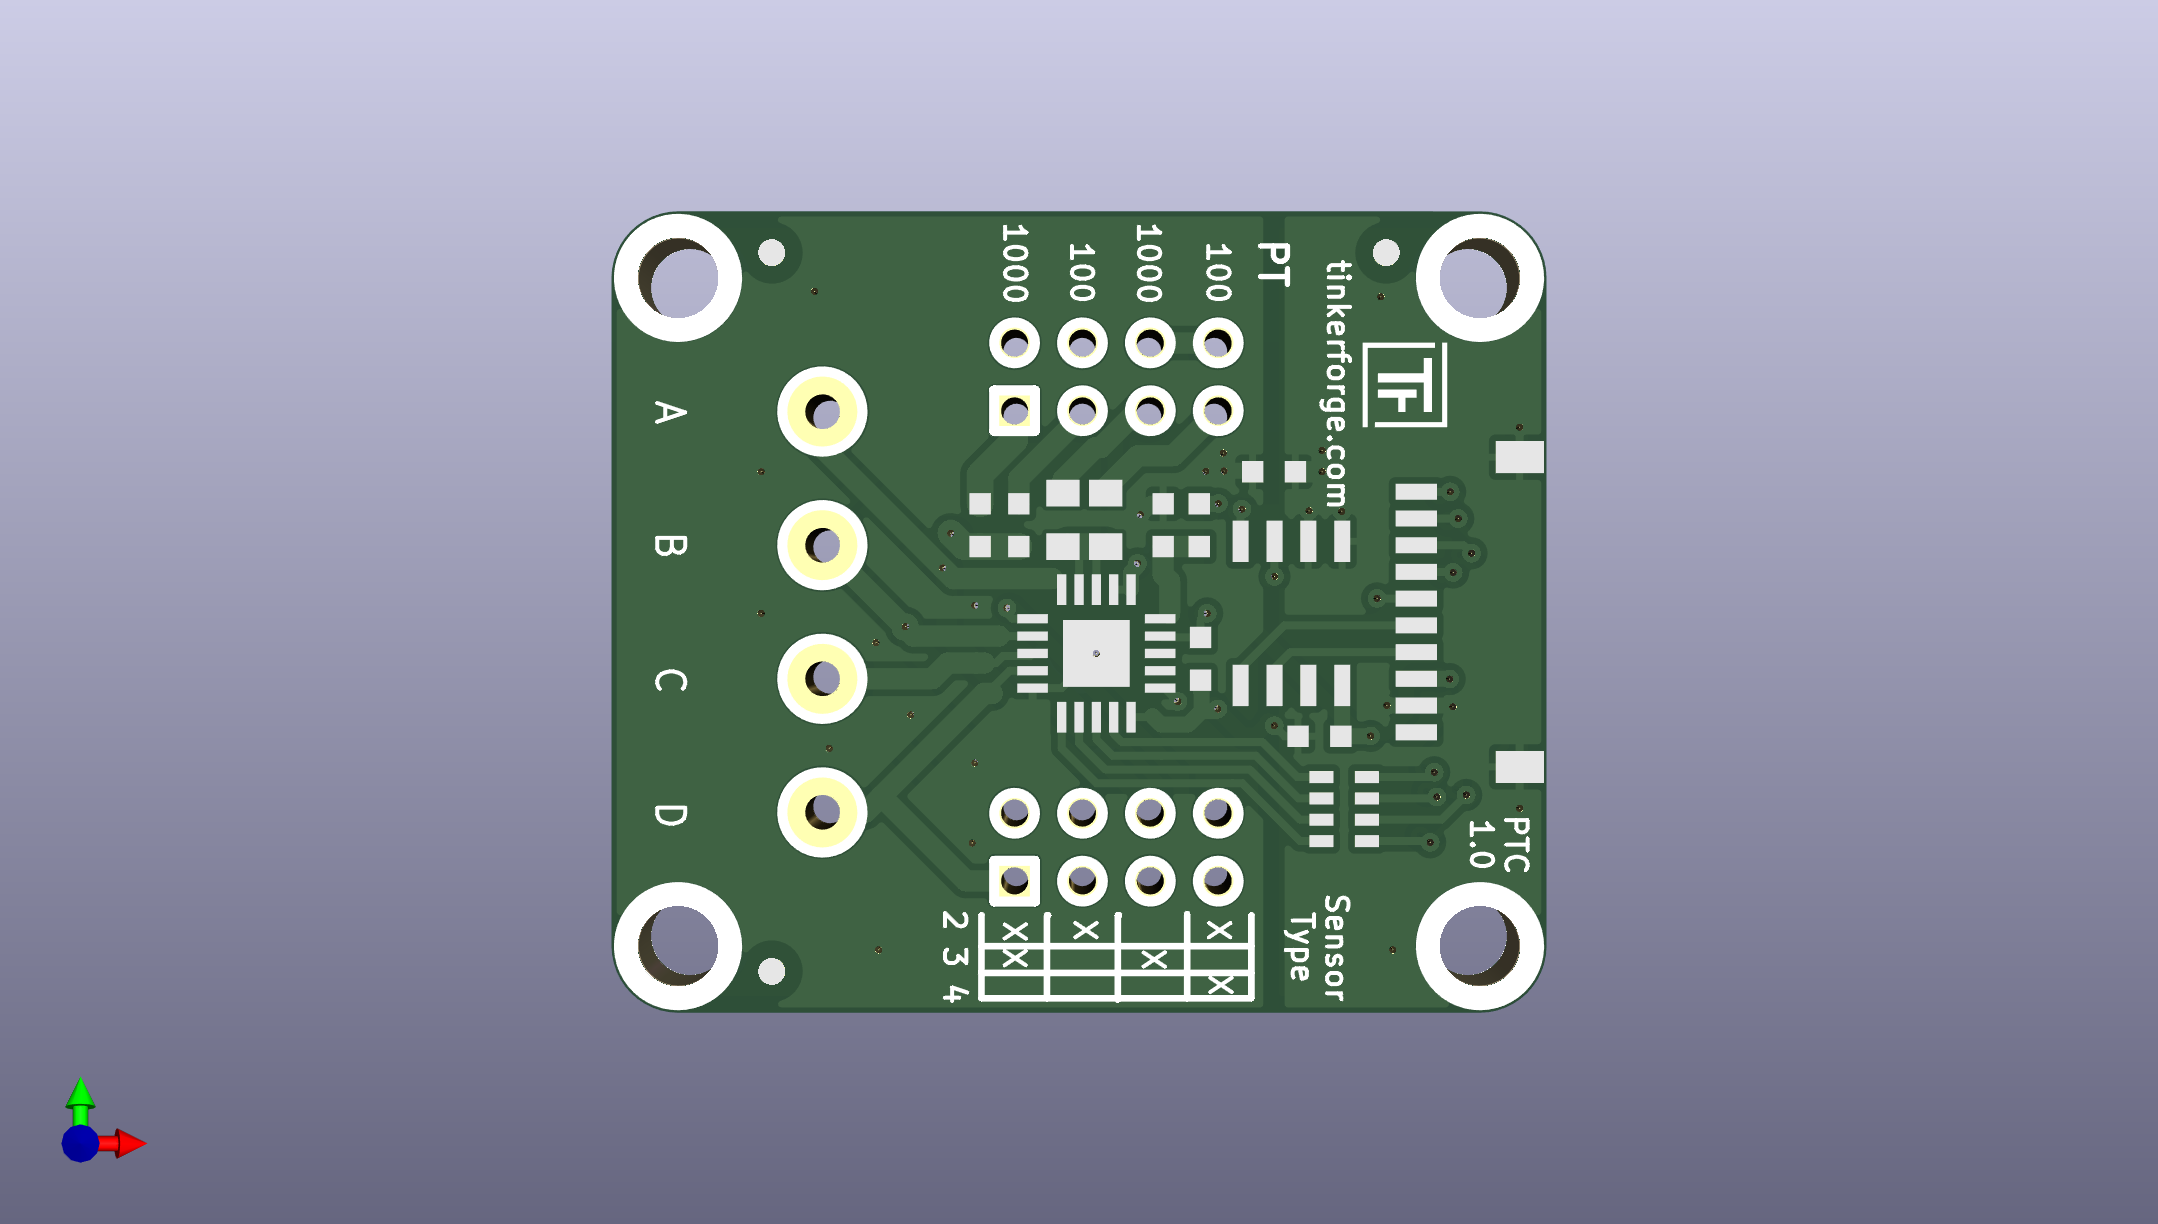 1000
100
1000
100
PT
tinkerforge.com
TF
A
B
C
D
PTC
1.0
Sensor
Type
2 X X X
3 X X
4 X